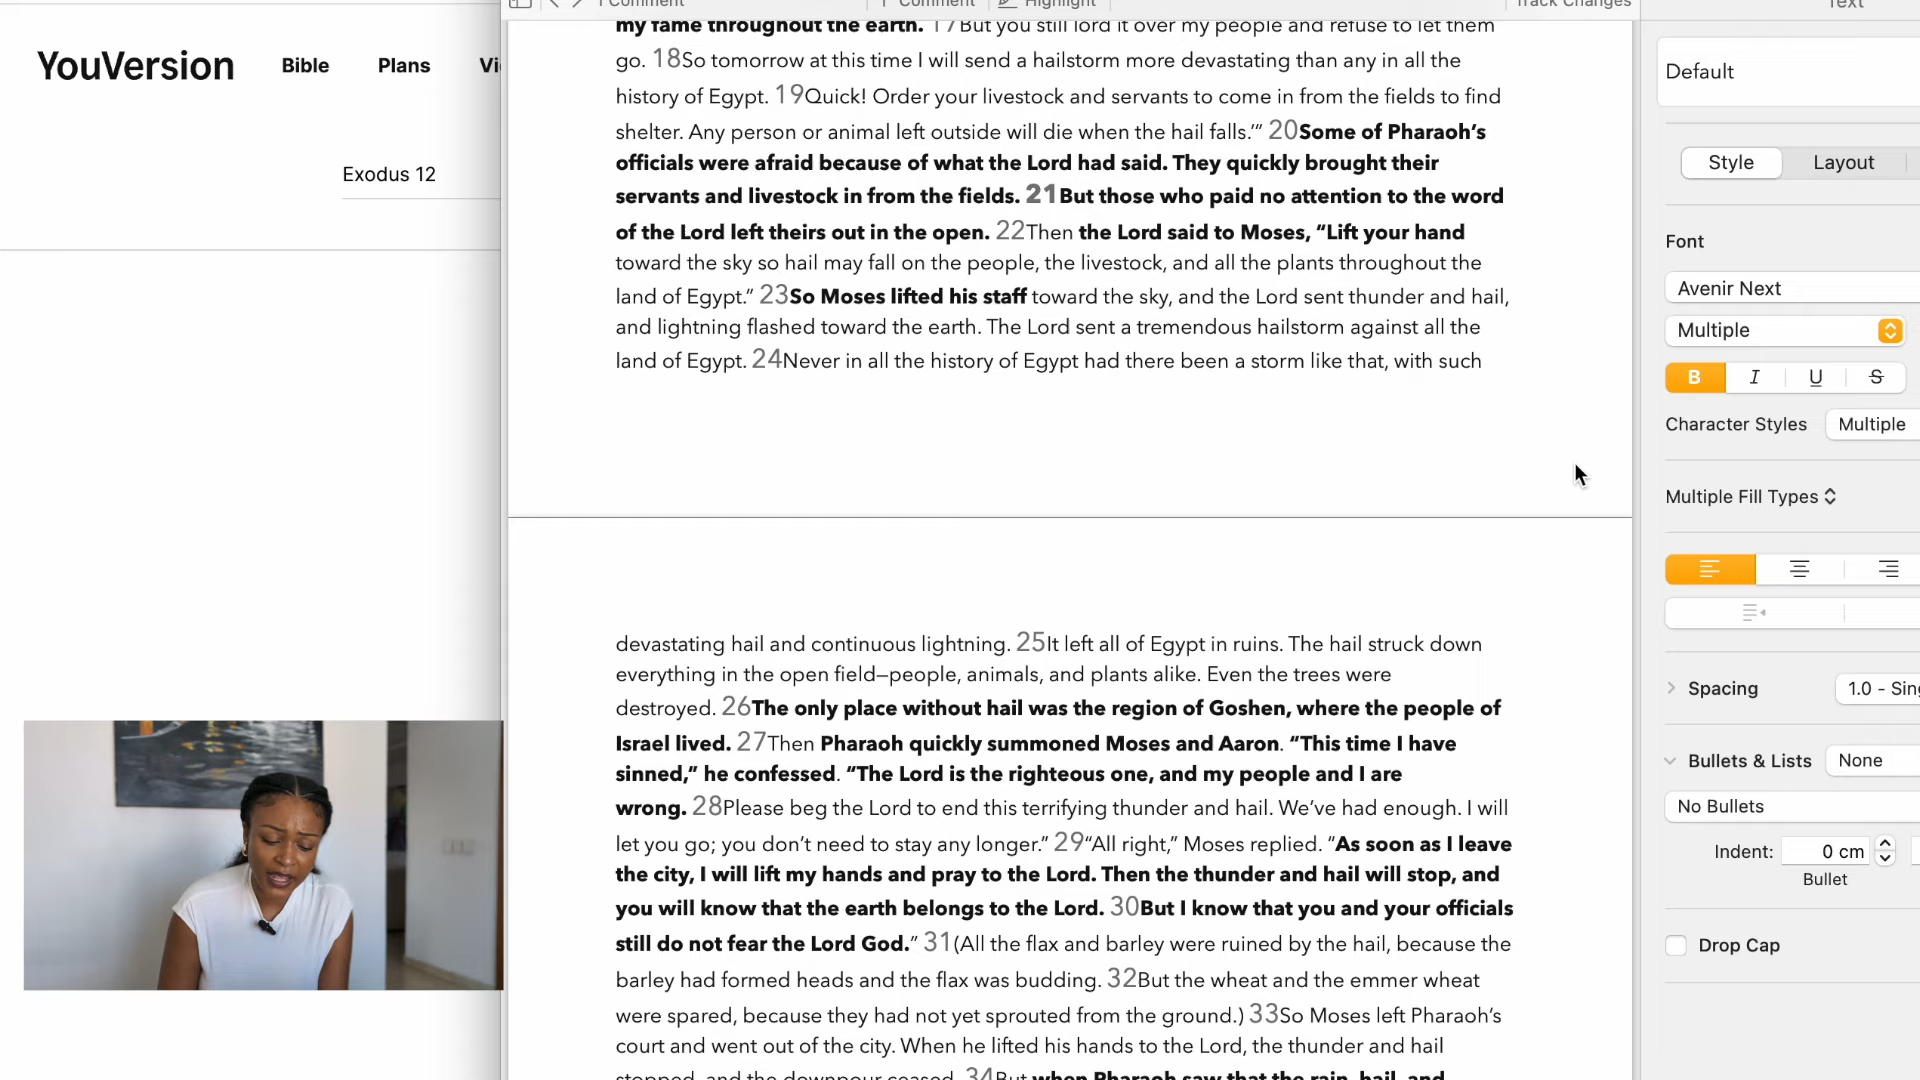 1 Comment
Comment
Highlight
Track Changes
Text
YouVersion
Bible
Plans
Exodus 12
my fame throughout the earth. 17But you still lord it over my people and refuse to let them
go. 18So tomorrow at this time I will send a hailstorm more devastating than any in all the
history of Egypt. 19Quick! Order your livestock and servants to come in from the fields to find
shelter. Any person or animal left outside will die when the hail falls.’” 20Some of Pharaoh’s
officials were afraid because of what the Lord had said. They quickly brought their
servants and livestock in from the fields. 21But those who paid no attention to the word
of the Lord left theirs out in the open. 22Then the Lord said to Moses, “Lift your hand
toward the sky so hail may fall on the people, the livestock, and all the plants throughout the
land of Egypt.” 23So Moses lifted his staff toward the sky, and the Lord sent thunder and hail,
and lightning flashed toward the earth. The Lord sent a tremendous hailstorm against all the
land of Egypt. 24Never in all the history of Egypt had there been a storm like that, with such
devastating hail and continuous lightning. 25It left all of Egypt in ruins. The hail struck down
everything in the open field—people, animals, and plants alike. Even the trees were
destroyed. 26The only place without hail was the region of Goshen, where the people of
Israel lived. 27Then Pharaoh quickly summoned Moses and Aaron. “This time I have
sinned,” he confessed. “The Lord is the righteous one, and my people and I are
wrong. 28Please beg the Lord to end this terrifying thunder and hail. We’ve had enough. I will
let you go; you don’t need to stay any longer.” 29“All right,” Moses replied. “As soon as I leave
the city, I will lift my hands and pray to the Lord. Then the thunder and hail will stop, and
you will know that the earth belongs to the Lord. 30But I know that you and your officials
still do not fear the Lord God.” 31(All the flax and barley were ruined by the hail, because the
barley had formed heads and the flax was budding. 32But the wheat and the emmer wheat
were spared, because they had not yet sprouted from the ground.) 33So Moses left Pharaoh’s
court and went out of the city. When he lifted his hands to the Lord, the thunder and hail
stopped, and the downpour ceased. 34But when Pharaoh saw that the rain, hail, and
Default
Style
Layout
Font
Avenir Next
Multiple
B
I
U
S
Character Styles
Multiple
Multiple Fill Types
Spacing
1.0 -
Bullets & Lists
None
No Bullets
Indent:
0 cm
Bullet
Drop Cap